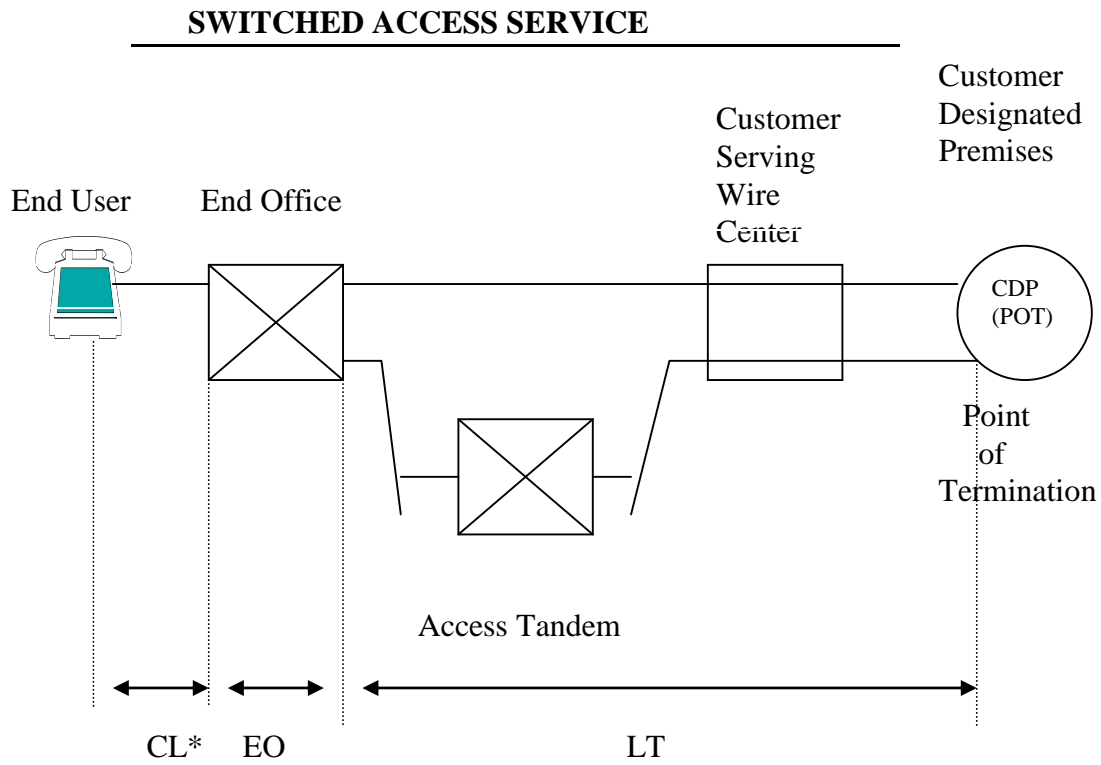 SWITCHED ACCESS SERVICE
Customer
Designated
Premises
Customer
Serving
Wire
Center
End User
End Office
CDP
(POT)
Point
of
Termination
Access Tandem
CL*
EO
LT